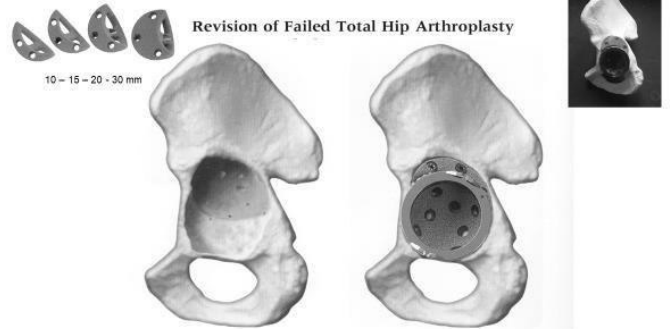 Revision of Failed Total Hip Arthroplasty
10 – 15 – 20 - 30 mm